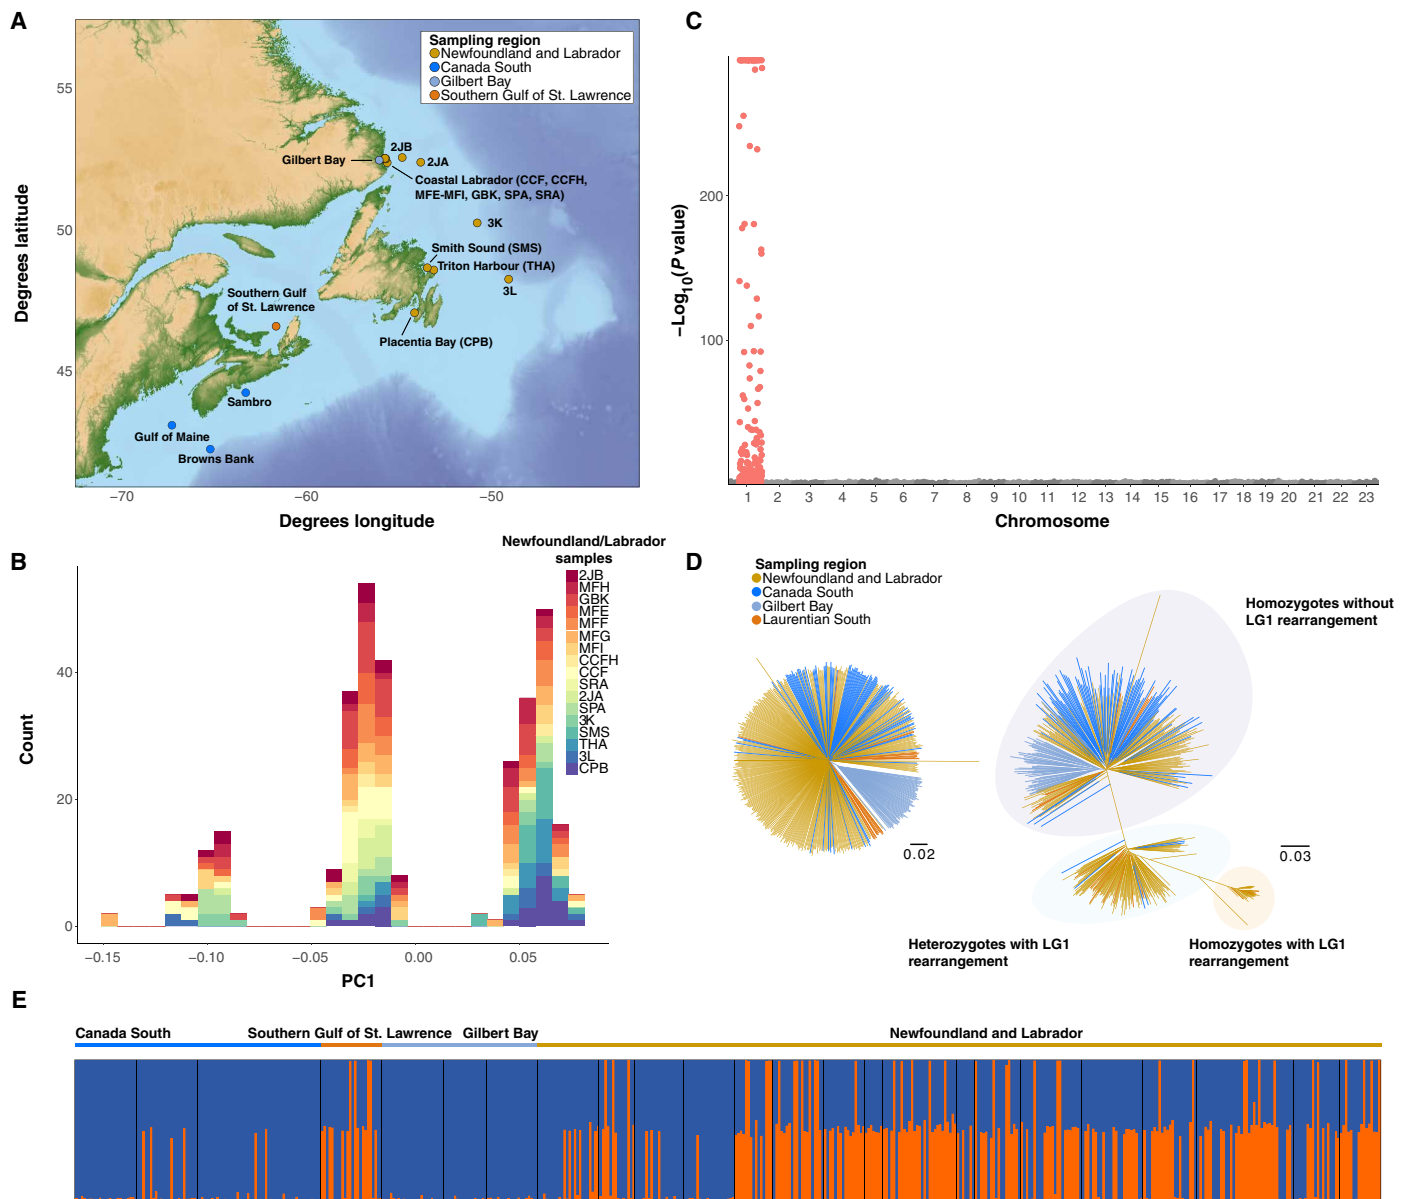 A
Sampling region
Newfoundland and Labrador
Canada South
Gilbert Bay
Southern Gulf of St. Lawrence
55
50
45
Degrees latitude
2JB
Gilbert Bay
2JA
Coastal Labrador (CCF, CCFH,
MFE-MFI, GBK, SPA, SRA)
3K
Smith Sound (SMS)
Triton Harbour (THA)
3L
Southern Gulf
of St. Lawrence
Placentia Bay (CPB)
Sambro
Gulf of Maine
Browns Bank
−70
−60
−50
Degrees longitude
C
200
100
−Log10(P value)
1 2 3 4 5 6 7 8 9 10 11 12 13 14 15 16 17 18 19 20 21 22 23
Chromosome
B
Newfoundland/Labrador
samples
2JB
MFH
GBK
MFE
MFF
MFG
MFI
CCFH
CCF
SRA
2JA
SPA
3K
SMS
THA
3L
CPB
40
20
0
Count
−0.15
−0.10
−0.05
0.00
0.05
PC1
D
Sampling region
Newfoundland and Labrador
Canada South
Gilbert Bay
Laurentian South
Homozygotes without
LG1 rearrangement
0.02
0.03
Heterozygotes with LG1
rearrangement
Homozygotes with LG1
rearrangement
E
Canada South
Southern Gulf of St. Lawrence
Gilbert Bay
Newfoundland and Labrador